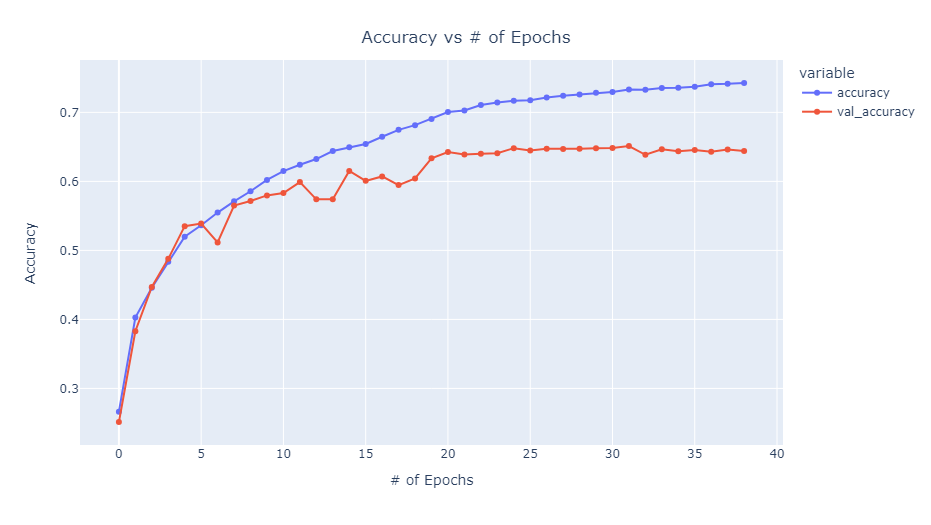 Accuracy vs # of Epochs
variable
accuracy
val_accuracy
0.7
0.6
0.5
0.4
0.3
Accuracy
0 5 10 15 20 25 30 35 40
# of Epochs